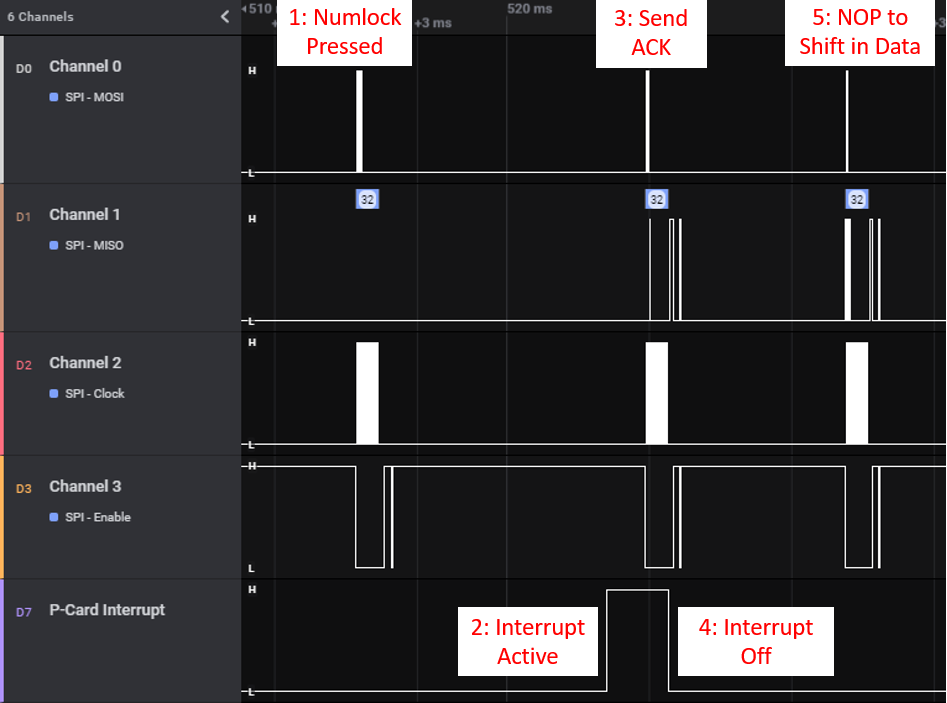 6 Channels
510
520 ms
+3 ms
1: Numlock
Pressed
3: Send
ACK
5: NOP to
Shift in Data
D0 Channel 0
SPI - MOSI
H
L
D1 Channel 1
SPI - MISO
32 32 32
H
L
D2 Channel 2
SPI - Clock
H
L
D3 Channel 3
SPI - Enable
H
L
D7 P-Card Interrupt
H
L
2: Interrupt
Active
4: Interrupt
Off